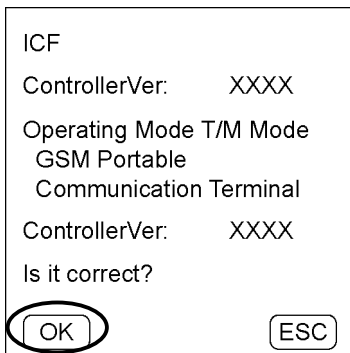 ICF
ControllerVer: XXXX
Operating Mode T/M Mode
GSM Portable
Communication Terminal
ControllerVer: XXXX
Is it correct?
OK ESC